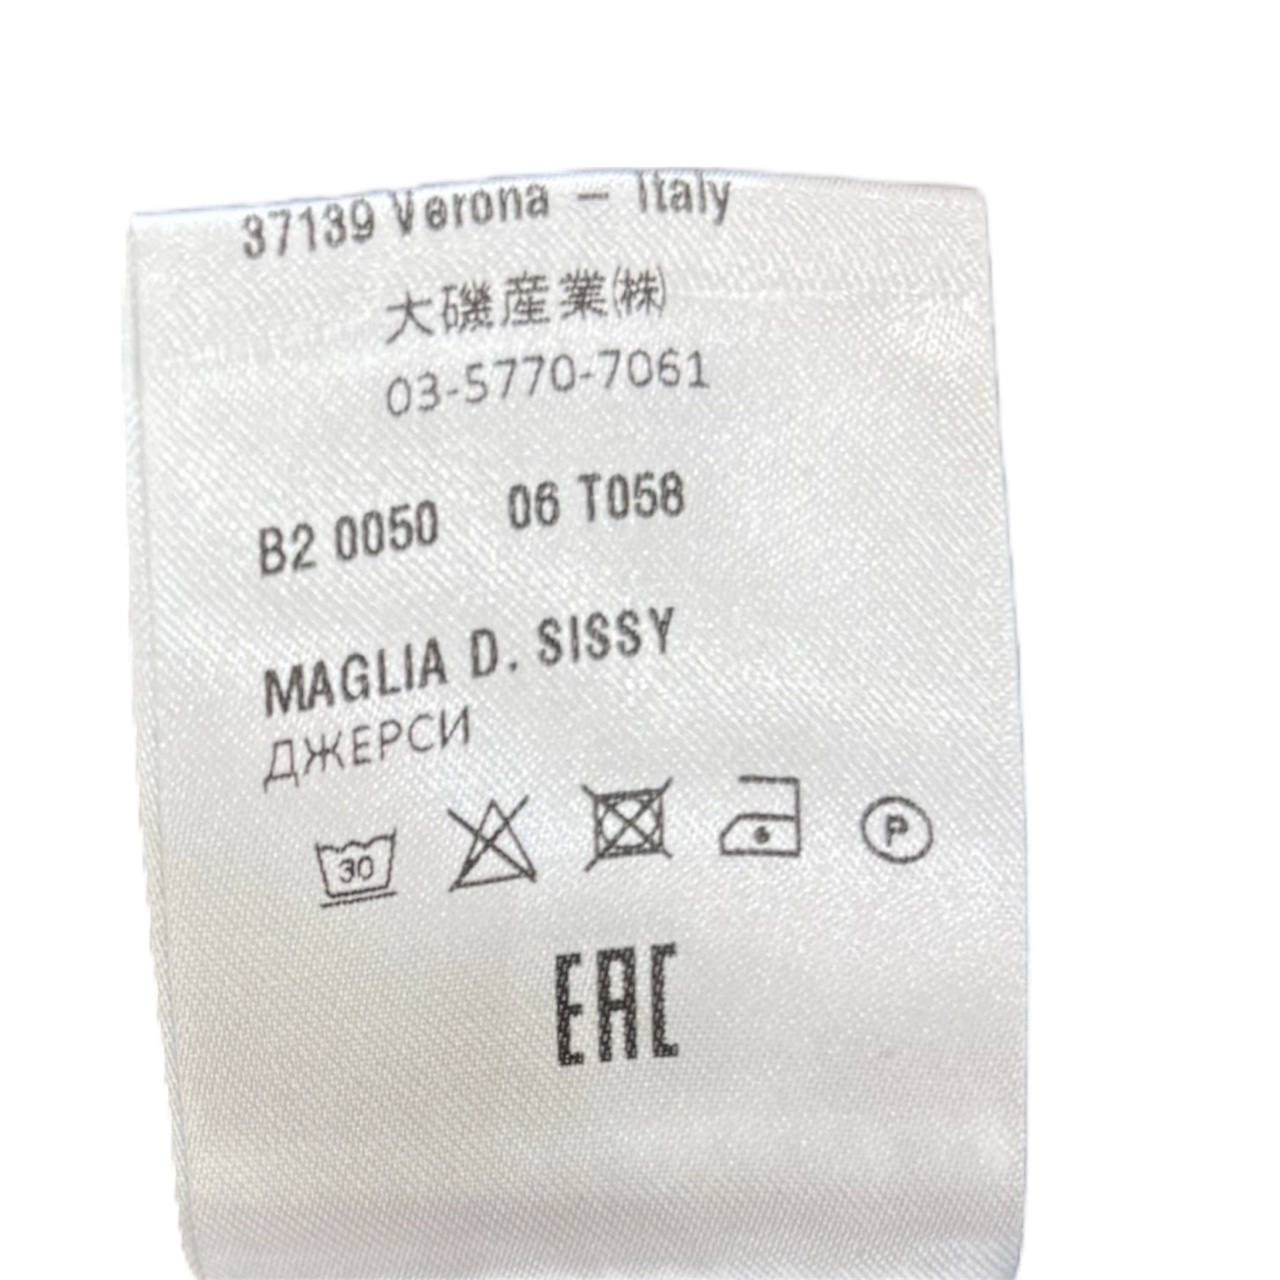 37139 Verona – Italy
大磯産業㈱
03-5770-7061
B2 0050 06 T058
MAGLIA D. SISSY
ДЖЕРСИ
30 P
EAC